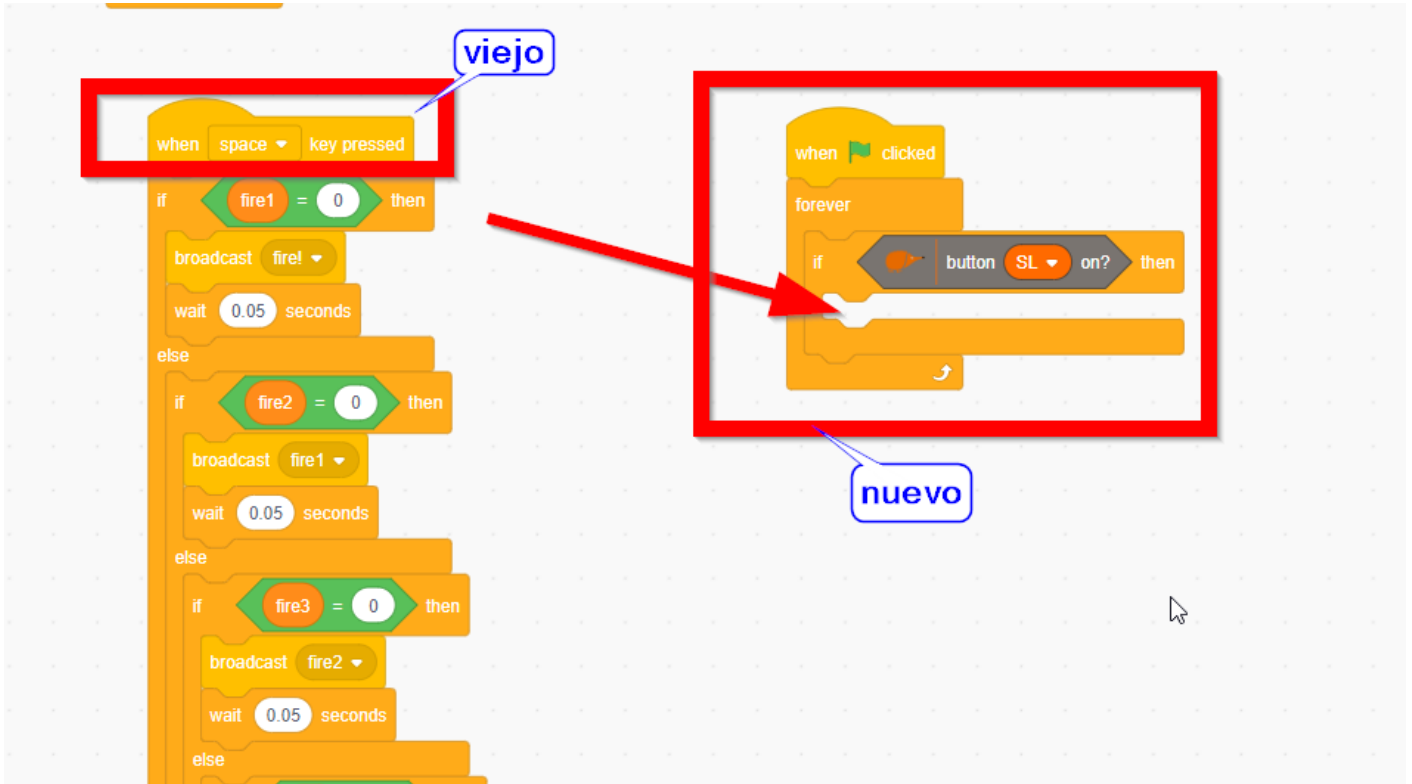 viejo
when space key pressed
if fire1 = 0 then
broadcast fire!
wait 0.05 seconds
else
if fire2 = 0 then
broadcast fire1
wait 0.05 seconds
else
if fire3 = 0 then
broadcast fire2
wait 0.05 seconds
else
when clicked
forever
if button SL on? then
nuevo